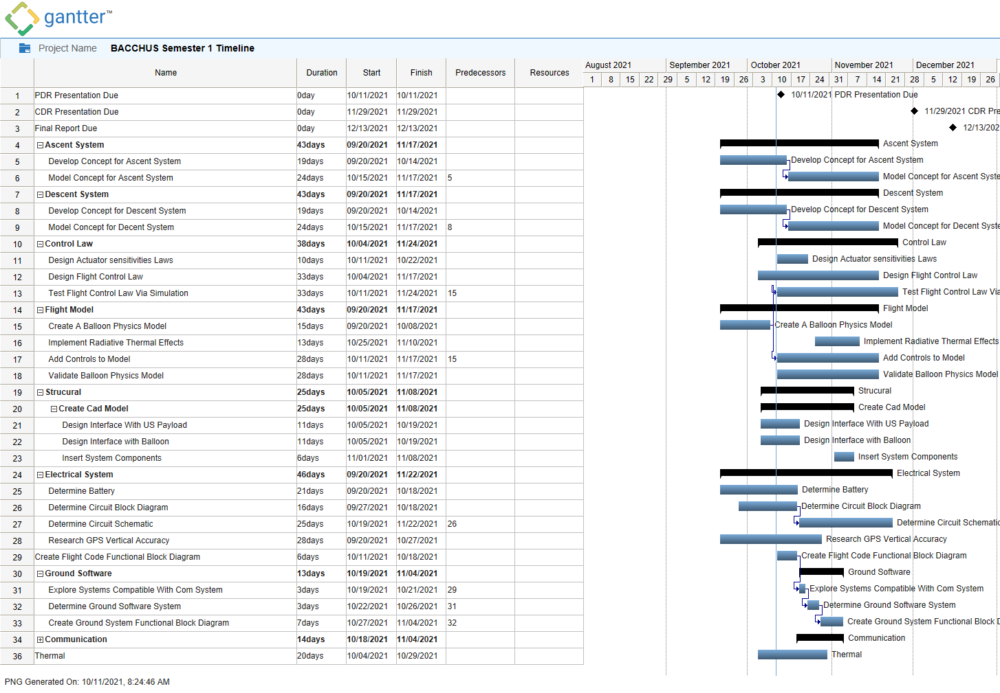 gantter™
Project Name BACCHUS Semester 1 Timeline
Name Duration Start Finish Predecessors Resources
August 2021 September 2021 October 2021 November 2021 December 2021
1 8 15 22 29 5 12 19 26 3 10 17 24 31 7 14 21 28 5 12 19 26
1 PDR Presentation Due 0day 10/11/2021 10/11/2021 10/11/2021 PDR Presentation Due
2 CDR Presentation Due 0day 11/29/2021 11/29/2021 11/29/2021 CDR Pre
3 Final Report Due 0day 12/13/2021 12/13/2021 12/13/202
4 Ascent System 43days 09/20/2021 11/17/2021 Ascent System
5 Develop Concept for Ascent System 19days 09/20/2021 10/14/2021 Develop Concept for Ascent System
6 Model Concept for Ascent System 24days 10/15/2021 11/17/2021 5 Model Concept for Ascent Syste
7 Descent System 43days 09/20/2021 11/17/2021 Descent System
8 Develop Concept for Descent System 19days 09/20/2021 10/14/2021 Develop Concept for Descent System
9 Model Concept for Decent System 24days 10/15/2021 11/17/2021 8 Model Concept for Decent Syste
10 Control Law 38days 10/04/2021 11/24/2021 Control Law
11 Design Actuator sensitivities Laws 10days 10/11/2021 10/22/2021 Design Actuator sensitivities Laws
12 Design Flight Control Law 33days 10/04/2021 11/17/2021 Design Flight Control Law
13 Test Flight Control Law Via Simulation 33days 10/11/2021 11/24/2021 15 Test Flight Control Law Via
14 Flight Model 43days 09/20/2021 11/17/2021 Flight Model
15 Create A Balloon Physics Model 15days 09/20/2021 10/08/2021 Create A Balloon Physics Model
16 Implement Radiative Thermal Effects 13days 10/25/2021 11/10/2021 Implement Radiative Thermal Effects
17 Add Controls to Model 28days 10/11/2021 11/17/2021 15 Add Controls to Model
18 Validate Balloon Physics Model 28days 10/11/2021 11/17/2021 Validate Balloon Physics Model
19 Strucural 25days 10/05/2021 11/08/2021 Strucural
20 Create Cad Model 25days 10/05/2021 11/08/2021 Create Cad Model
21 Design Interface With US Payload 11days 10/05/2021 10/19/2021 Design Interface With US Payload
22 Design Interface with Balloon 11days 10/05/2021 10/19/2021 Design Interface with Balloon
23 Insert System Components 6days 11/01/2021 11/08/2021 Insert System Components
24 Electrical System 46days 09/20/2021 11/22/2021 Electrical System
25 Determine Battery 21days 09/20/2021 10/18/2021 Determine Battery
26 Determine Circuit Block Diagram 16days 09/27/2021 10/18/2021 Determine Circuit Block Diagram
27 Determine Circuit Schematic 25days 10/19/2021 11/22/2021 26 Determine Circuit Schematic
28 Research GPS Vertical Accuracy 28days 09/20/2021 10/27/2021 Research GPS Vertical Accuracy
29 Create Flight Code Functional Block Diagram 6days 10/11/2021 10/18/2021 Create Flight Code Functional Block Diagram
30 Ground Software 13days 10/19/2021 11/04/2021 Ground Software
31 Explore Systems Compatible With Com System 3days 10/19/2021 10/21/2021 29 Explore Systems Compatible With Com System
32 Determine Ground Software System 3days 10/22/2021 10/26/2021 31 Determine Ground Software System
33 Create Ground System Functional Block Diagram 7days 10/27/2021 11/04/2021 32 Create Ground System Functional Block D
34 Communication 14days 10/18/2021 11/04/2021 Communication
36 Thermal 20days 10/04/2021 10/29/2021 Thermal
PNG Generated On: 10/11/2021, 8:24:46 AM